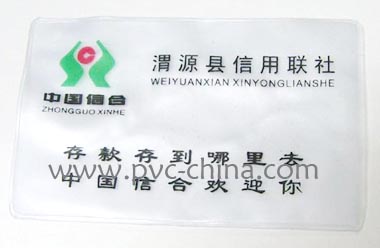 渭源县信用联社
WEIYUANXIAN XINYONGLIANSHE
中国信合
ZHONGGUO XINHE
存款存到哪里去
www.pvc-china.com
中国信合欢迎你